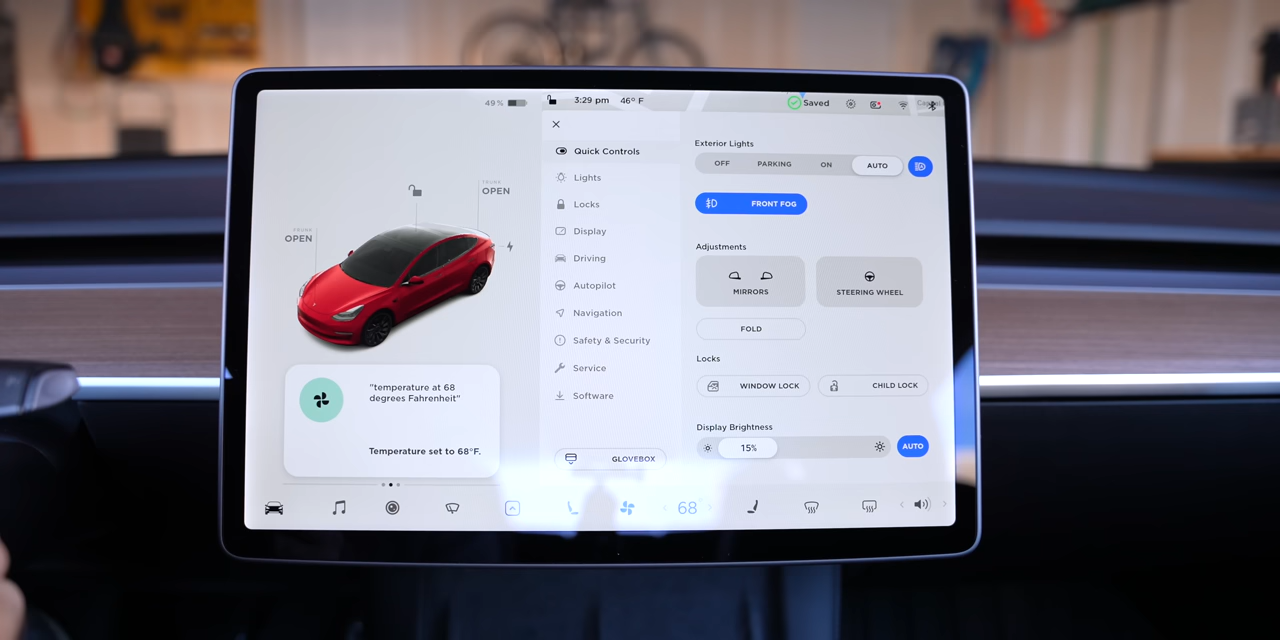 49%
3:29 pm 46° F
Saved
Quick Controls
Lights
Locks
Display
Driving
Autopilot
Navigation
Safety & Security
Service
Software
GLOVEBOX
TRUNK
OPEN
FRUNK
OPEN
"temperature at 68
degrees Fahrenheit"
Temperature set to 68°F.
Exterior Lights
OFF PARKING ON AUTO
FRONT FOG
Adjustments
MIRRORS STEERING WHEEL
FOLD
Locks
WINDOW LOCK CHILD LOCK
Display Brightness
15% AUTO
68